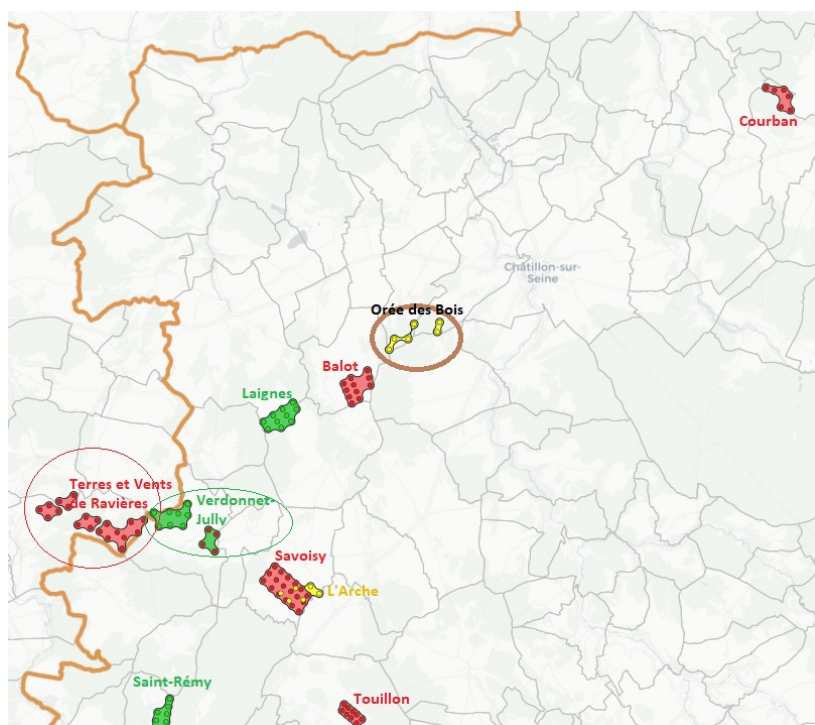 Courban
Châtillon-sur-
Seine
Orée des Bois
Balot
Laignes
Terres et Vents
de Ravières
Verdonnet-
Jully
Savoisy
L'Arche
Saint-Rémy
Touillon